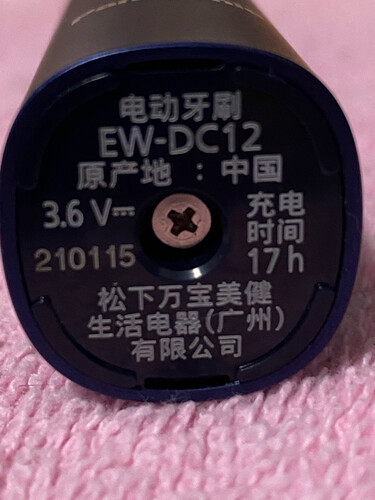 电动牙刷
EW-DC12
原产地：中国
3.6 V⎓
充电
时间
17h
210115
松下万宝美健
生活电器(广州)
有限公司